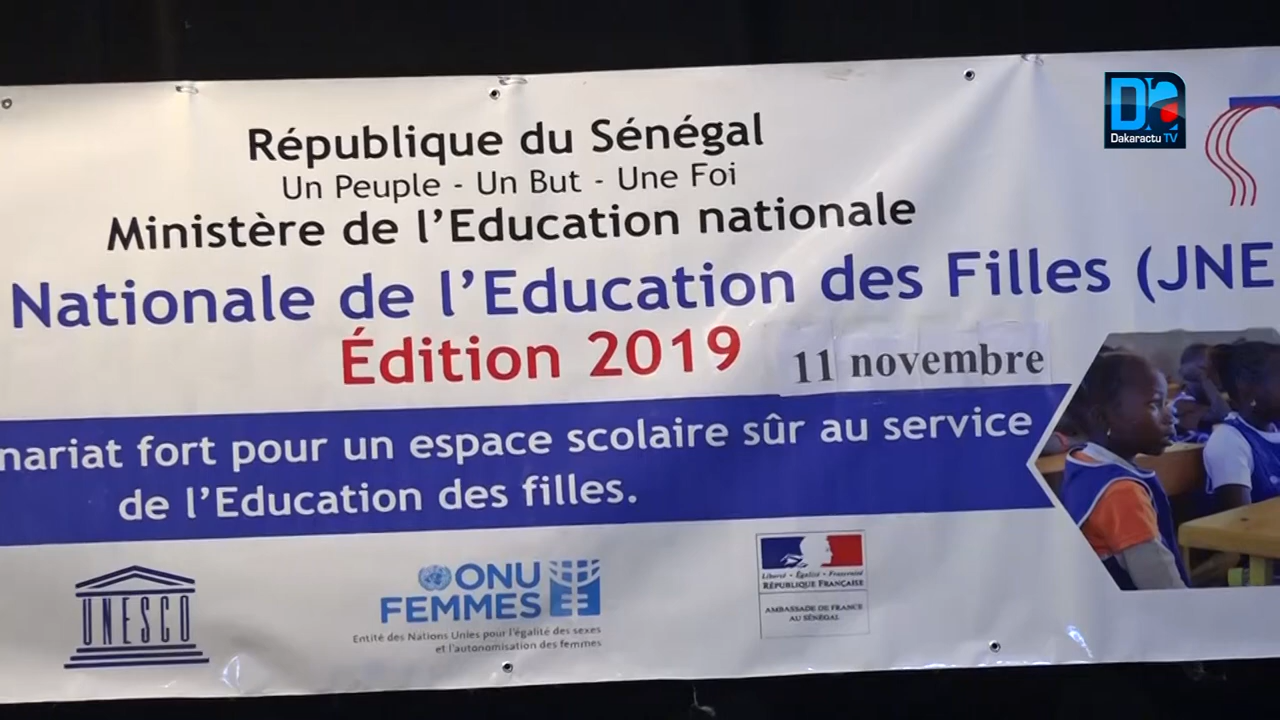 Dakaractu TV
République du Sénégal
Un Peuple - Un But - Une Foi
Ministère de l'Education nationale
Nationale de l'Education des Filles (JNE
Édition 2019 11 novembre
nariat fort pour un espace scolaire sûr au service
de l'Education des filles.
UNESCO
ONU
FEMMES
Entité des Nations Unies pour l'égalité des sexes
et l'autonomisation des femmes
Liberté • Égalité • Fraternité
RÉPUBLIQUE FRANÇAISE
AMBASSADE DE FRANCE
AU SÉNÉGAL